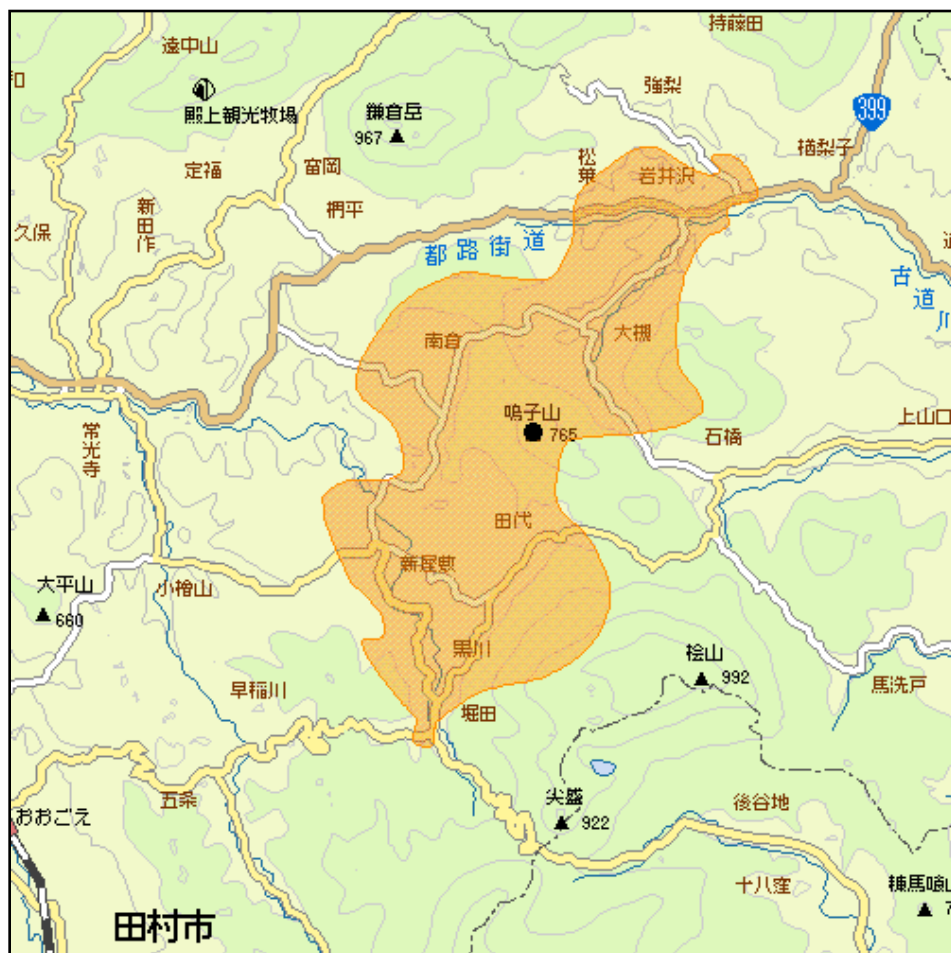 持藤田
遠中山
強梨
殿上観光牧場
鎌倉岳
967
399
楢梨子
定福
富岡
松葉
岩井沢
椚平
新田作
久保
都路街道
古道川
南倉
大槻
鳴子山
765
石橋
上山口
常光寺
田代
新屋敷
大平山
660
小檜山
黒川
桧山
992
馬洗戸
早稲川
堀田
五条
尖盛
922
後谷地
おおごえ
十八窪
田村市